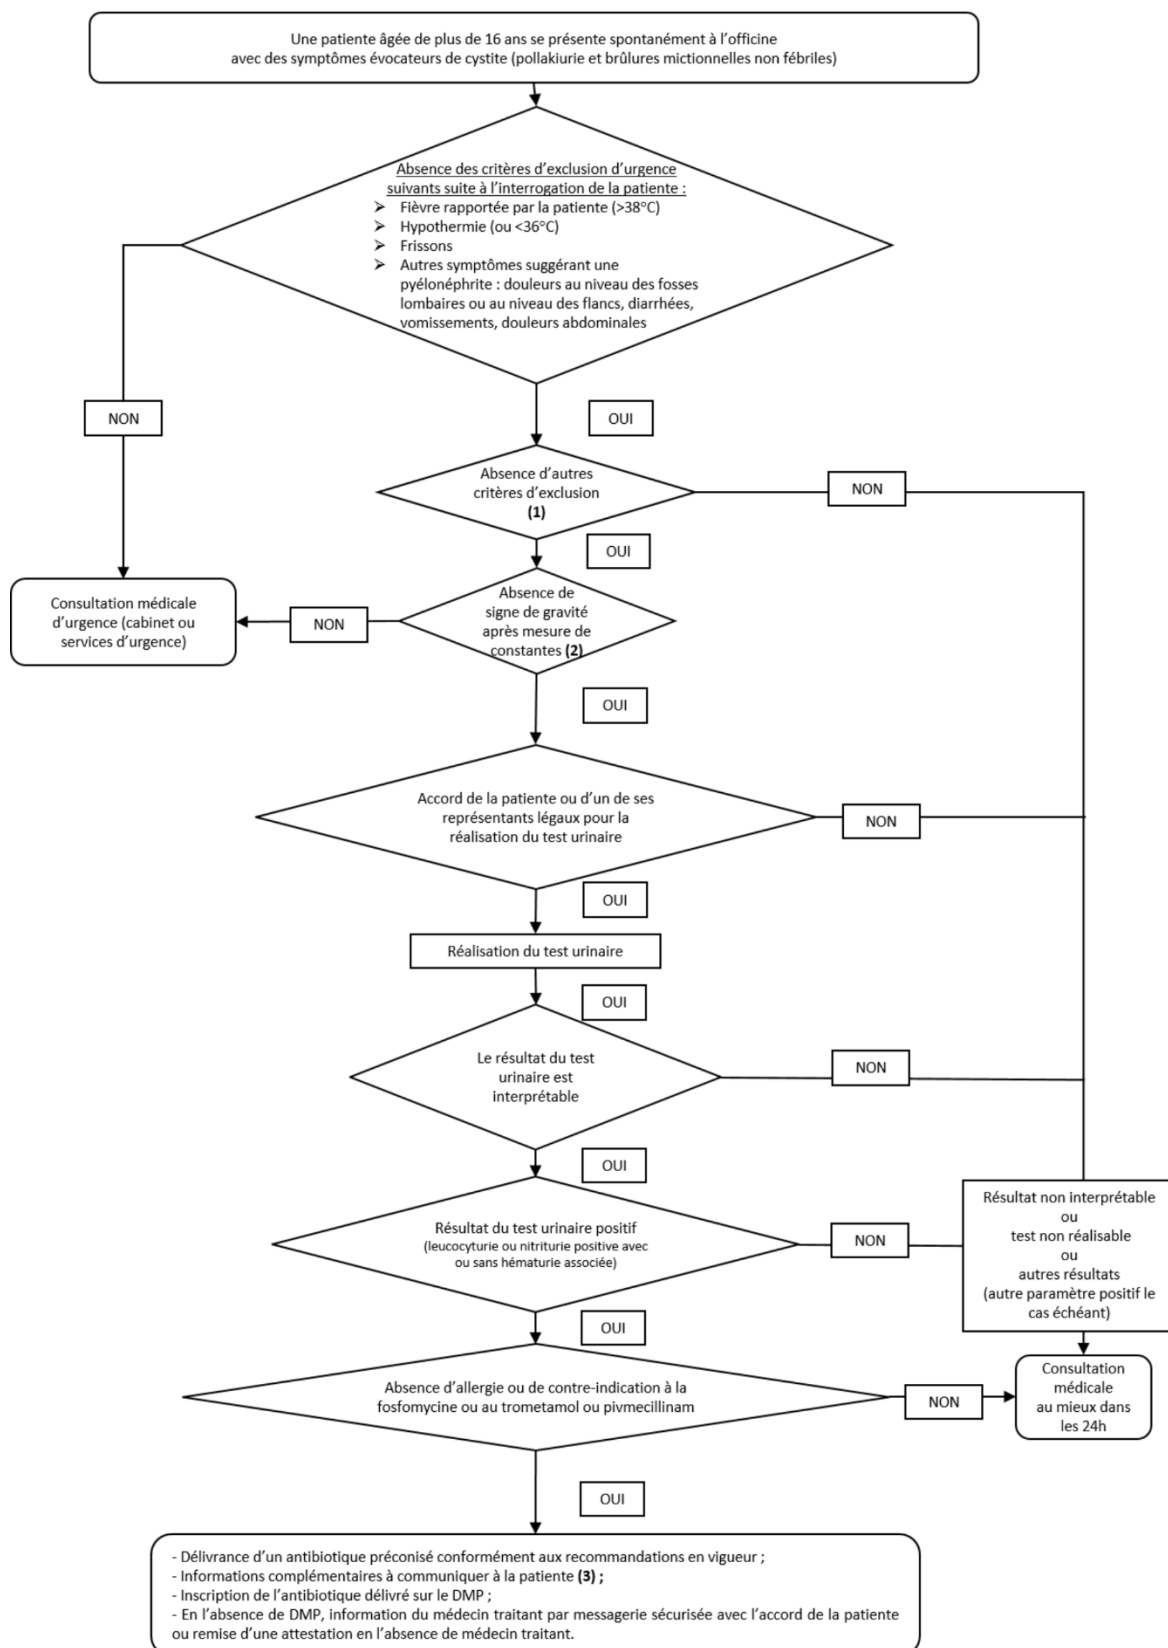 Une patiente âgée de plus de 16 ans se présente spontanément à l’officine
avec des symptômes évocateurs de cystite (pollakiurie et brûlures mictionnelles non fébriles)
Absence des critères d’exclusion d’urgence
suivants suite à l’interrogation de la patiente :
➢ Fièvre rapportée par la patiente (>38°C)
➢ Hypothermie (ou <36°C)
➢ Frissons
➢ Autres symptômes suggérant une
pyélonéphrite : douleurs au niveau des fosses
lombaires ou au niveau des flancs, diarrhées,
vomissements, douleurs abdominales
NON
OUI
Absence d’autres
critères d’exclusion
(1)
NON
OUI
Consultation médicale
d’urgence (cabinet ou
services d’urgence)
NON
Absence de
signe de gravité
après mesure de
constantes (2)
OUI
Accord de la patiente ou d’un de ses
représentants légaux pour la
réalisation du test urinaire
NON
OUI
Réalisation du test urinaire
OUI
Le résultat du test
urinaire est
interprétable
NON
OUI
Résultat du test urinaire positif
(leucocyturie ou nitriturie positive avec
ou sans hématurie associée)
NON
Résultat non interprétable
ou
test non réalisable
ou
autres résultats
(autre paramètre positif le
cas échéant)
OUI
Absence d’allergie ou de contre-indication à la
fosfomycine ou au trometamol ou pivmecillinam
NON
Consultation
médicale
au mieux dans
les 24h
OUI
- Délivrance d’un antibiotique préconisé conformément aux recommandations en vigueur ;
- Informations complémentaires à communiquer à la patiente (3) ;
- Inscription de l’antibiotique délivré sur le DMP ;
- En l’absence de DMP, information du médecin traitant par messagerie sécurisée avec l’accord de la patiente
ou remise d’une attestation en l’absence de médecin traitant.